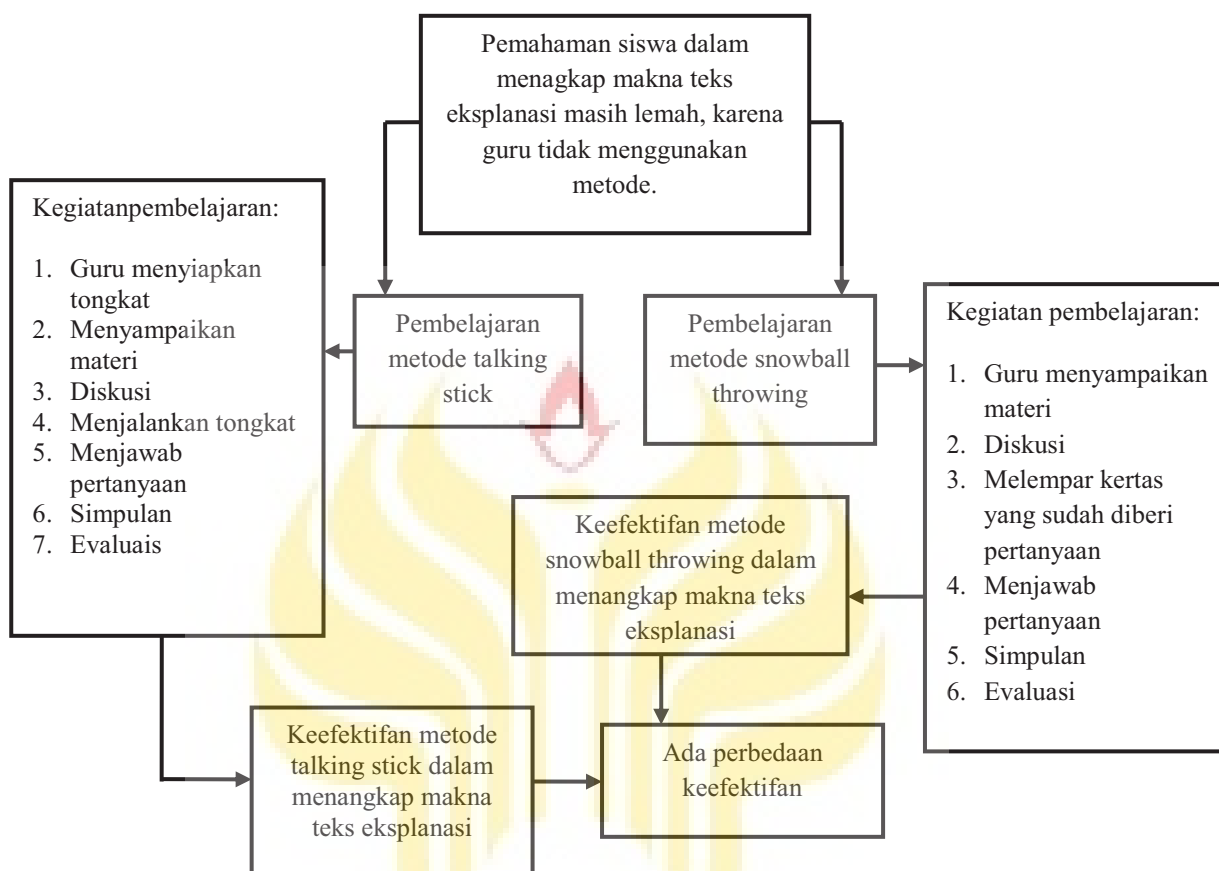 Pemahaman siswa dalam
menagkap makna teks
eksplanasi masih lemah, karena
guru tidak menggunakan
metode.
Kegiatanpembelajaran:
1. Guru menyiapkan
tongkat
2. Menyampaikan
materi
3. Diskusi
4. Menjalankan tongkat
5. Menjawab
pertanyaan
6. Simpulan
7. Evaluais
Pembelajaran
metode talking
stick
Pembelajaran
metode snowball
throwing
Kegiatan pembelajaran:
1. Guru menyampaikan
materi
2. Diskusi
3. Melempar kertas
yang sudah diberi
pertanyaan
4. Menjawab
pertanyaan
5. Simpulan
6. Evaluasi
Keefektifan metode
snowball throwing dalam
menangkap makna teks
eksplanasi
Keefektifan metode
talking stick dalam
menangkap makna
teks eksplanasi
Ada perbedaan
keefektifan